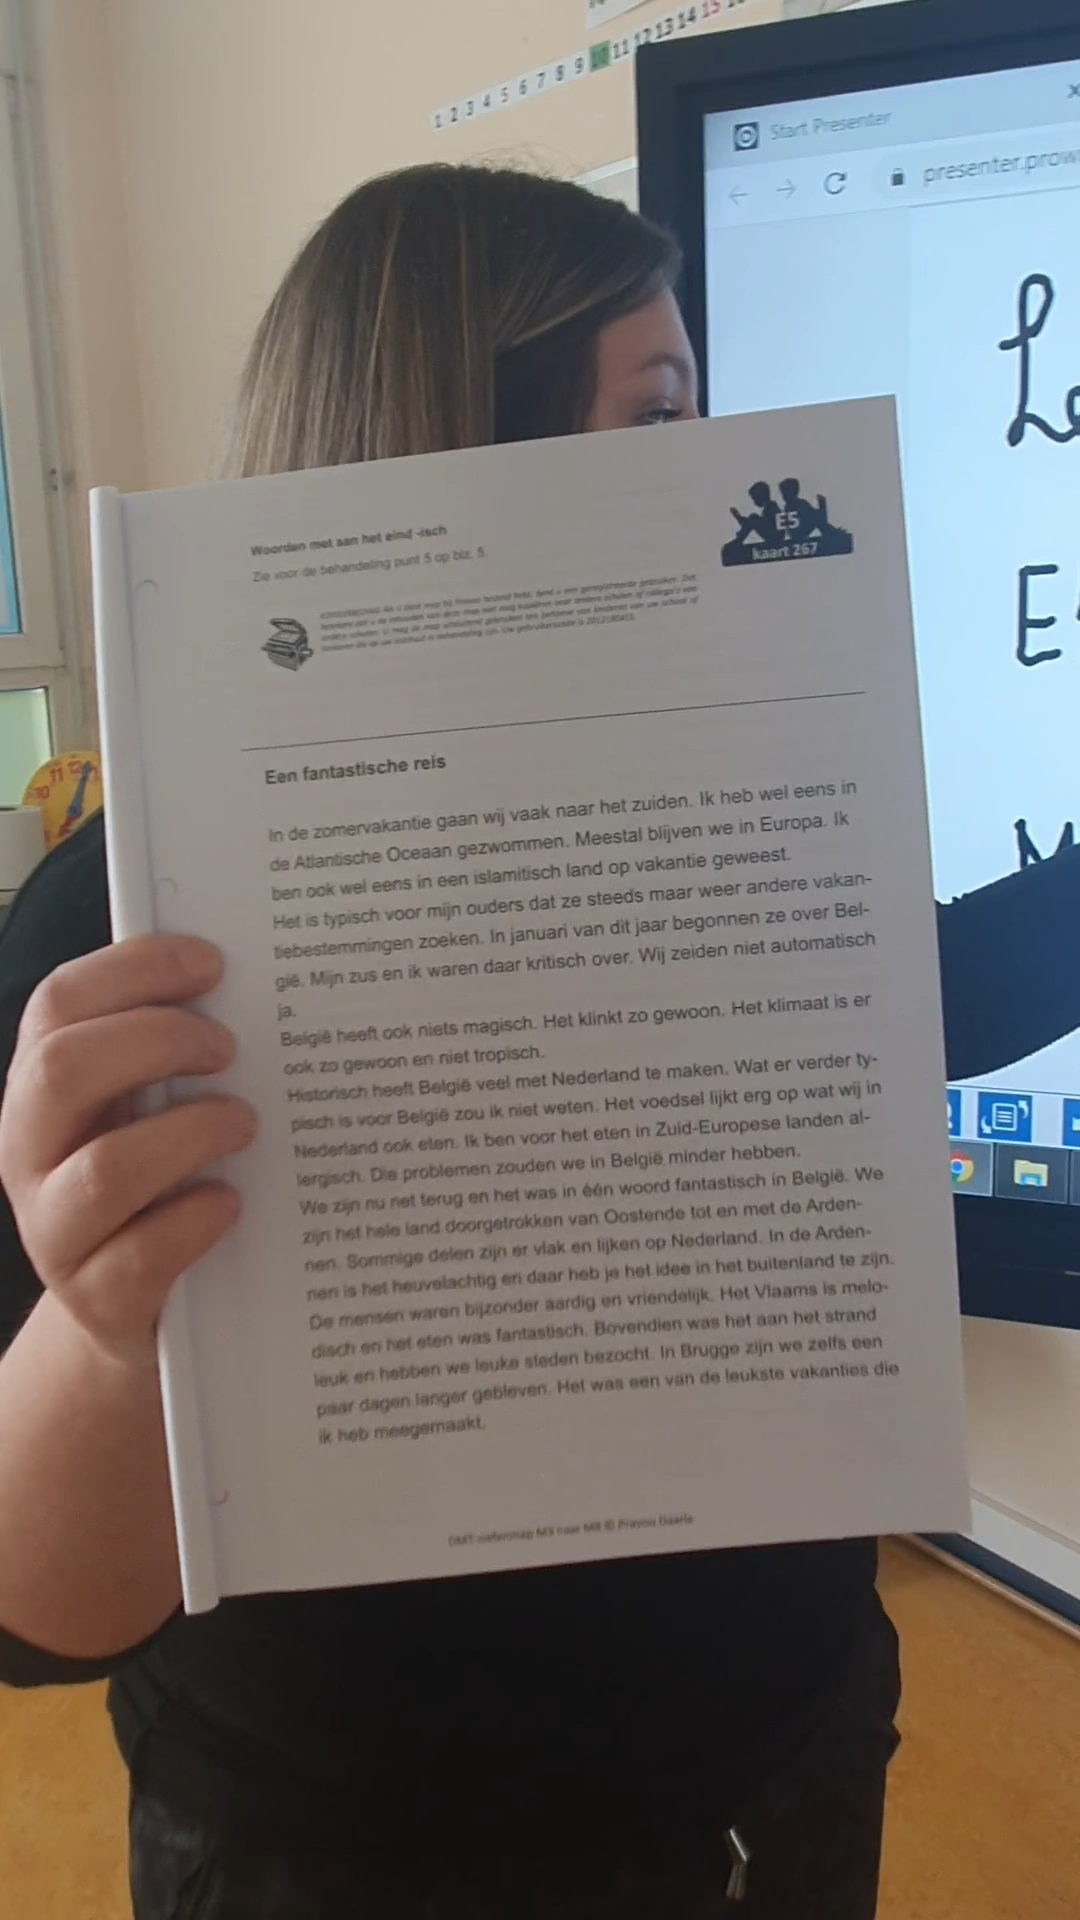 1 2 3 4 5 6 7 8 9 10 11 12 13 14 15
Start Presenter
presenter.prow
Le
E
M
Woorden met aan het eind -isch
Zie voor de behandeling punt 5 op blz. 5.
E5
kaart 267
Een fantastische reis
In de zomervakantie gaan wij vaak naar het zuiden. Ik heb wel eens in
de Atlantische Oceaan gezwommen. Meestal blijven we in Europa. Ik
ben ook wel eens in een islamitisch land op vakantie geweest.
Het is typisch voor mijn ouders dat ze steeds maar weer andere vakan-
tiebestemmingen zoeken. In januari van dit jaar begonnen ze over Bel-
gië. Mijn zus en ik waren daar kritisch over. Wij zeiden niet automatisch
ja.
België heeft ook niets magisch. Het klinkt zo gewoon. Het klimaat is er
ook zo gewoon en niet tropisch.
Historisch heeft België veel met Nederland te maken. Wat er verder ty-
pisch is voor België zou ik niet weten. Het voedsel lijkt erg op wat wij in
Nederland ook eten. Ik ben voor het eten in Zuid-Europese landen al-
lergisch. Die problemen zouden we in België minder hebben.
We zijn nu net terug en het was in één woord fantastisch in België. We
zijn het hele land doorgetrokken van Oostende tot en met de Arden-
nen. Sommige delen zijn er vlak en lijken op Nederland. In de Arden-
nen is het heuvelachtig en daar heb je het idee in het buitenland te zijn.
De mensen waren bijzonder aardig en vriendelijk. Het Vlaams is melo-
disch en het eten was fantastisch. Bovendien was het aan het strand
leuk en hebben we leuke steden bezocht. In Brugge zijn we zelfs een
paar dagen langer gebleven. Het was een van de leukste vakanties die
ik heb meegemaakt.
11 12
10